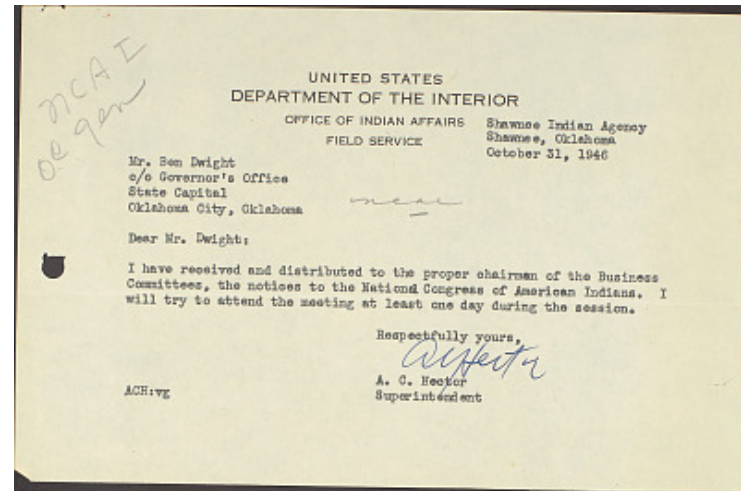 NCAI
OC gen
UNITED STATES
DEPARTMENT OF THE INTERIOR
OFFICE OF INDIAN AFFAIRS
FIELD SERVICE
Shawnee Indian Agency
Shawnee, Oklahoma
October 31, 1946
Mr. Ben Dwight
c/o Governor's Office
State Capital
Oklahoma City, Oklahoma
ncai
Dear Mr. Dwight:
I have received and distributed to the proper chairman of the Business
Committees, the notices to the National Congress of American Indians. I
will try to attend the meeting at least one day during the session.
Respectfully yours,
ACHector
A. C. Hector
Superintendent
ACH:vg